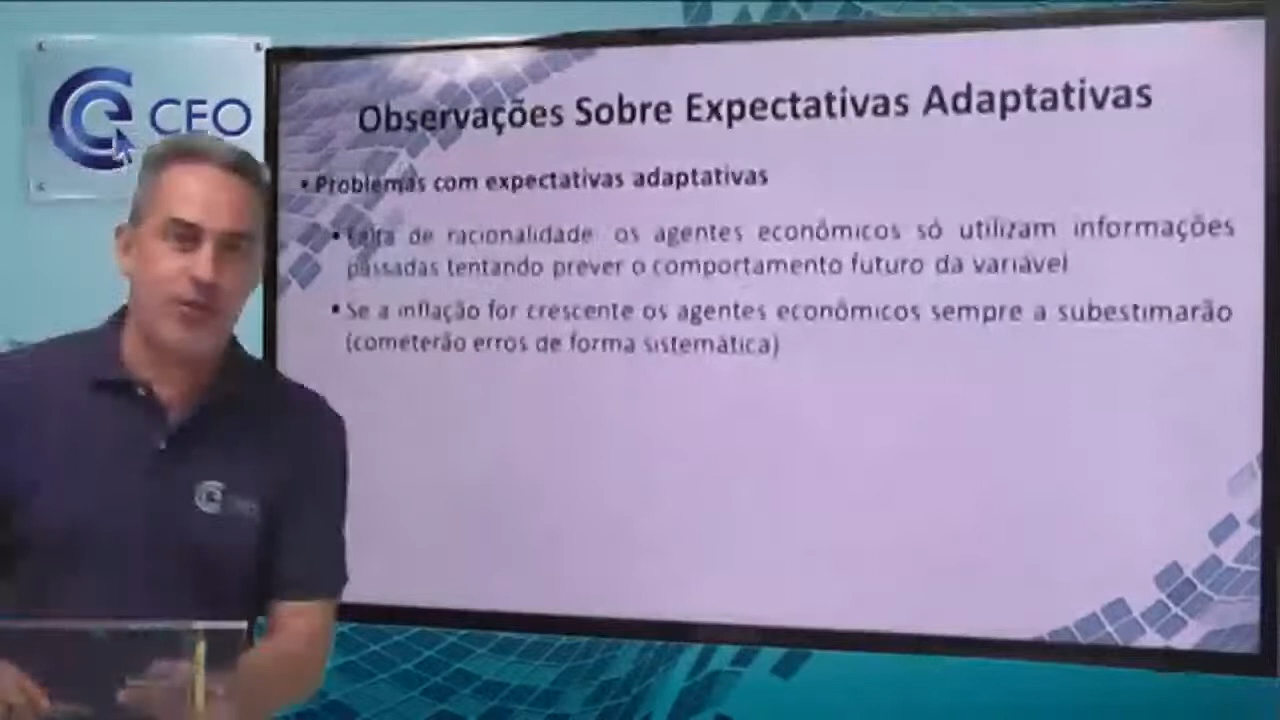 CEO
Observações Sobre Expectativas Adaptativas
• Problemas com expectativas adaptativas
• Falta de racionalidade: os agentes econômicos só utilizam informações
passadas tentando prever o comportamento futuro da variável
• Se a inflação for crescente os agentes econômicos sempre a subestimarão
(cometerão erros de forma sistemática)